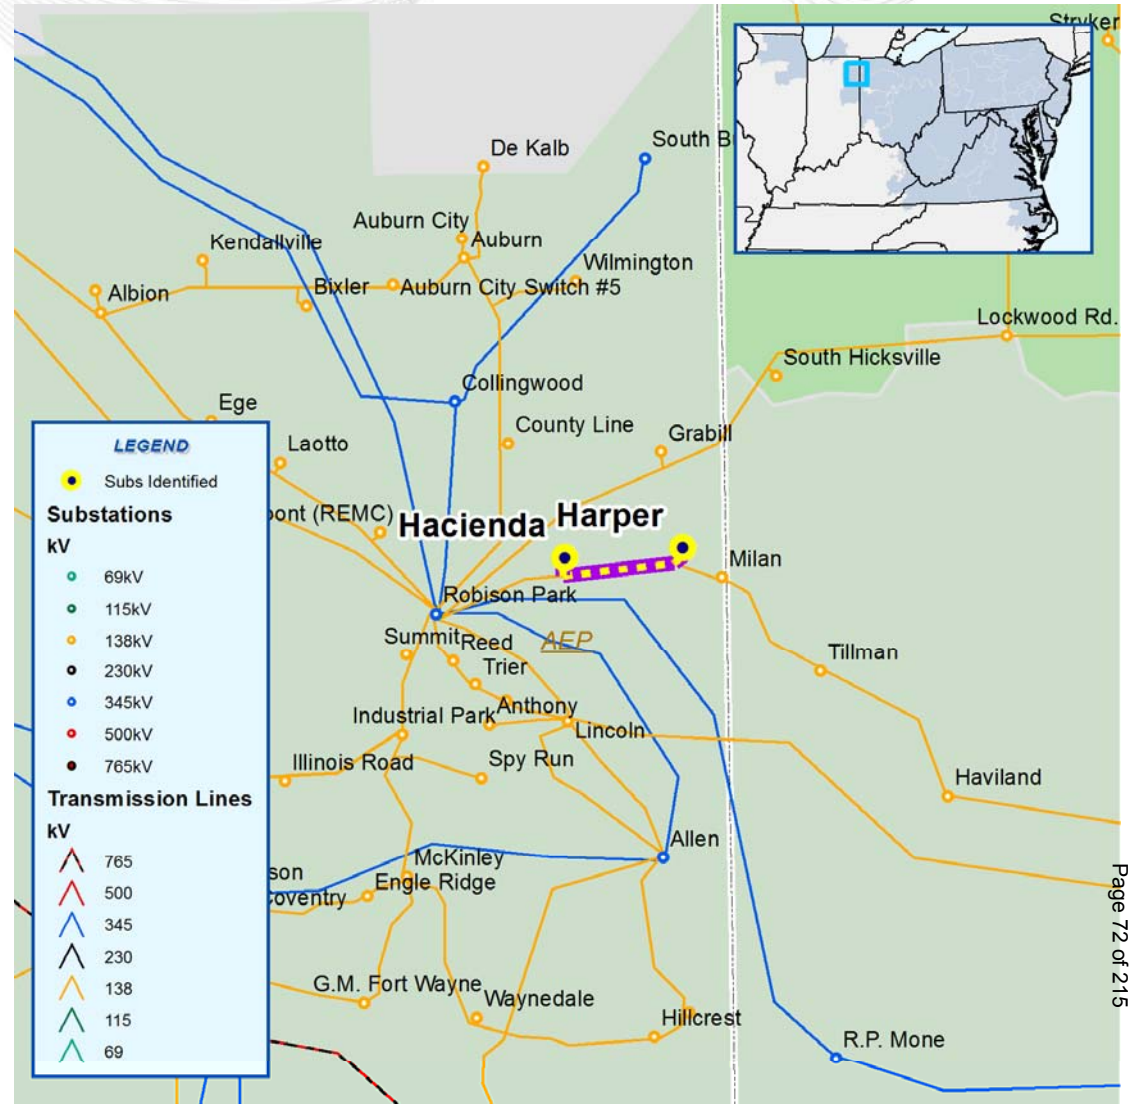 Stryker
De Kalb
South B
Auburn City
Auburn
Kendallville
Wilmington
Albion
Bixler
Auburn City Switch #5
Lockwood Rd.
South Hicksville
Collingwood
Ege
County Line
Grabill
Laotto
pont (REMC)
Hacienda
Harper
Milan
Robison Park
AEP
Summit
Reed
Trier
Tillman
Anthony
Industrial Park
Lincoln
Illinois Road
Spy Run
Haviland
Allen
McKinley
son
Engle Ridge
Coventry
G.M. Fort Wayne
Waynedale
Hillcrest
R.P. Mone
LEGEND
Subs Identified
Substations
kV
69kV
115kV
138kV
230kV
345kV
500kV
765kV
Transmission Lines
kV
765
500
345
230
138
115
69
Page 72 of 215